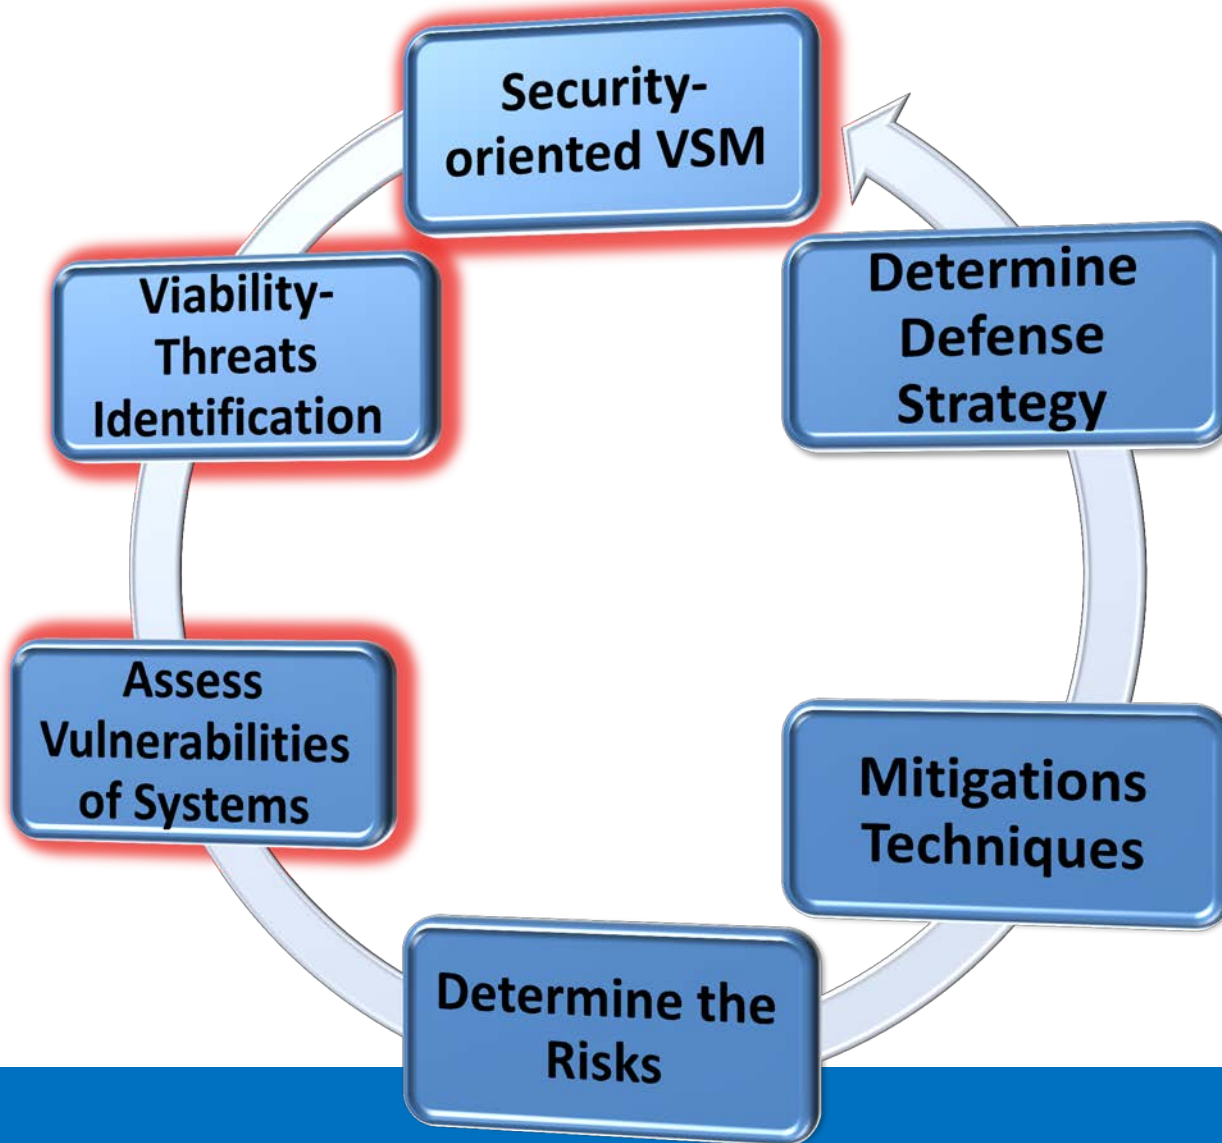 Security-
oriented VSM
Viability-
Threats
Identification
Assess
Vulnerabilities
of Systems
Determine the
Risks
Mitigations
Techniques
Determine
Defense
Strategy